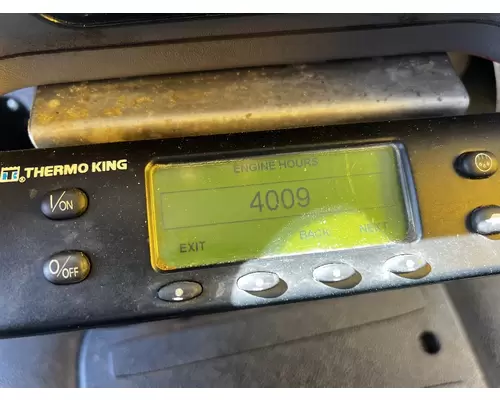 THERMO KING
ENGINE HOURS
I/ON
4009
O/OFF
EXIT BACK NEXT